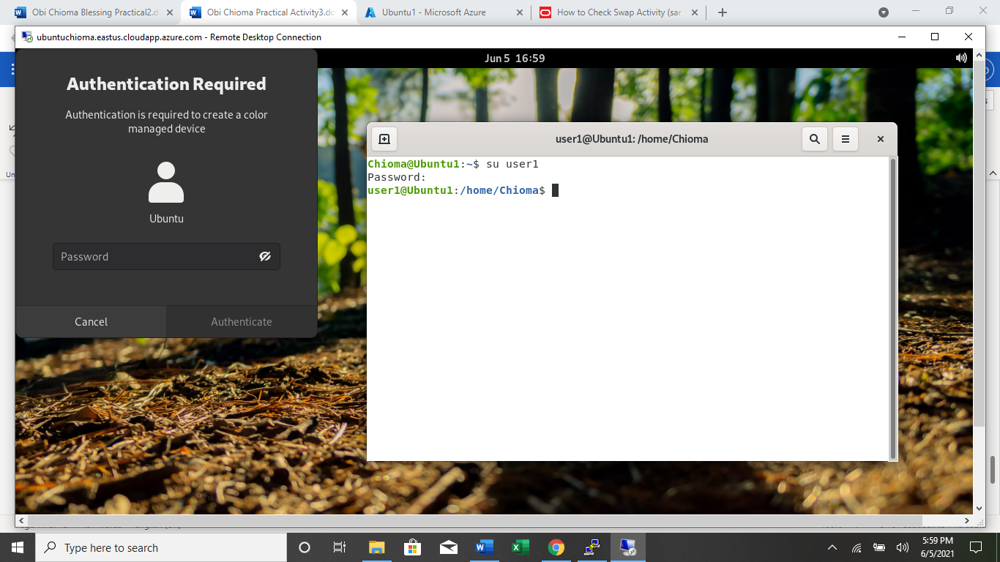 Obi Chioma Blessing Practical2.d
Obi Chioma Practical Activity3.do
Ubuntu1 - Microsoft Azure
How to Check Swap Activity (sar
ubuntuchioma.eastus.cloudapp.azure.com - Remote Desktop Connection
Jun 5 16:59
Authentication Required
Authentication is required to create a color
managed device
Ubuntu
Password
Cancel
Authenticate
user1@Ubuntu1: /home/Chioma
Chioma@Ubuntu1:~$ su user1
Password:
user1@Ubuntu1:/home/Chioma$
Un
Type here to search
5:59 PM
6/5/2021